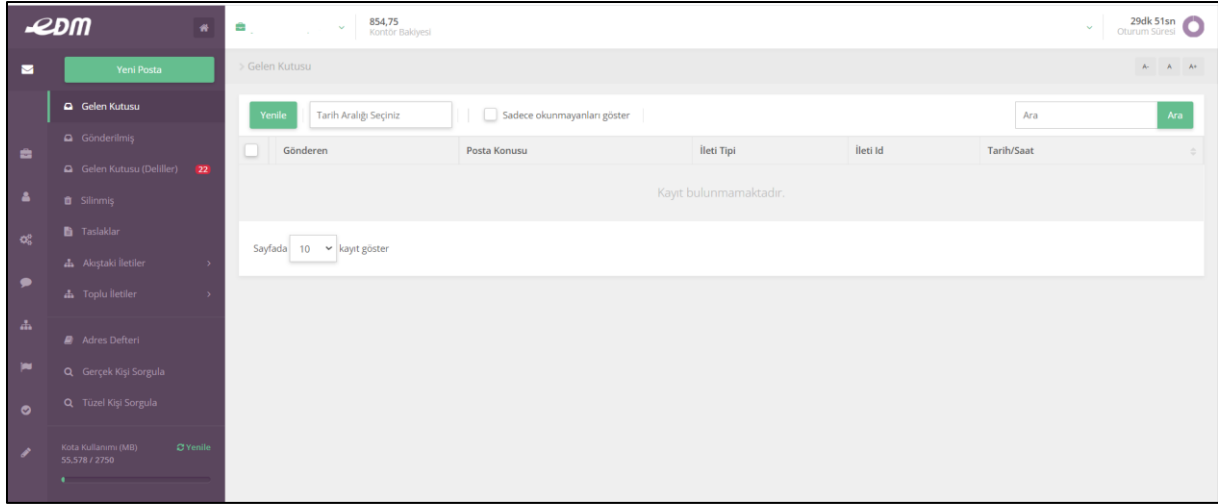 eDM
854,75
Kontör Bakiyesi
29dk 51sn
Oturum Süresi
Yeni Posta
> Gelen Kutusu
A- A A+
Gelen Kutusu
Gönderilmiş
Gelen Kutusu (Deliller) 22
Silinmiş
Taslaklar
Akıştaki İletiler >
Toplu İletiler >
Adres Defteri
Gerçek Kişi Sorgula
Tüzel Kişi Sorgula
Kota Kullanımı (MB) Yenile
55,578 / 2750
Yenile Tarih Aralığı Seçiniz Sadece okunmayanları göster Ara Ara
Gönderen Posta Konusu İleti Tipi İleti Id Tarih/Saat
Kayıt bulunmamaktadır.
Sayfada 10 kayıt göster